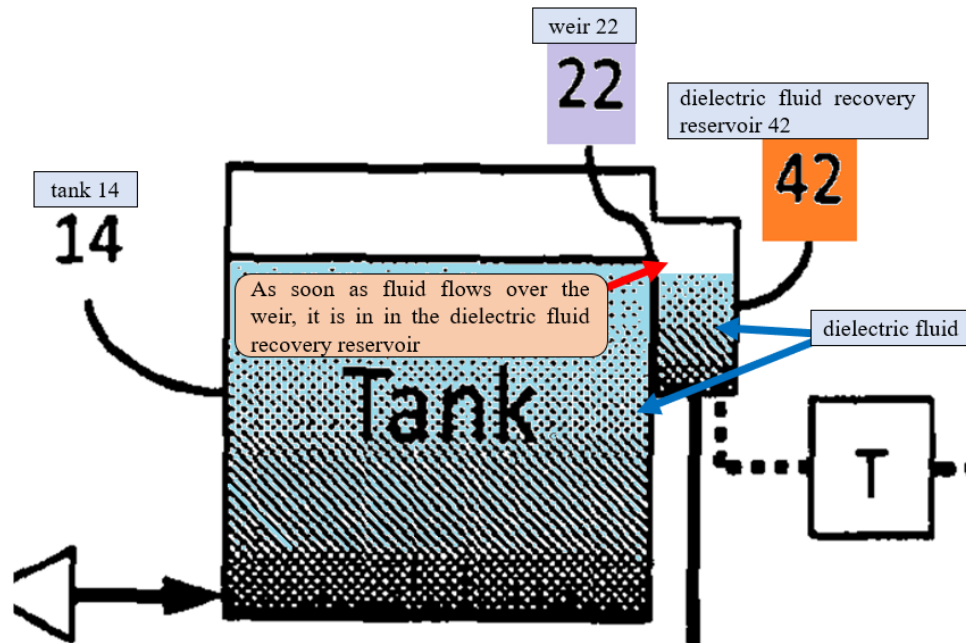 weir 22
22
dielectric fluid recovery
reservoir 42
42
tank 14
14
As soon as fluid flows over the
weir, it is in in the dielectric fluid
recovery reservoir
dielectric fluid
Tank
T